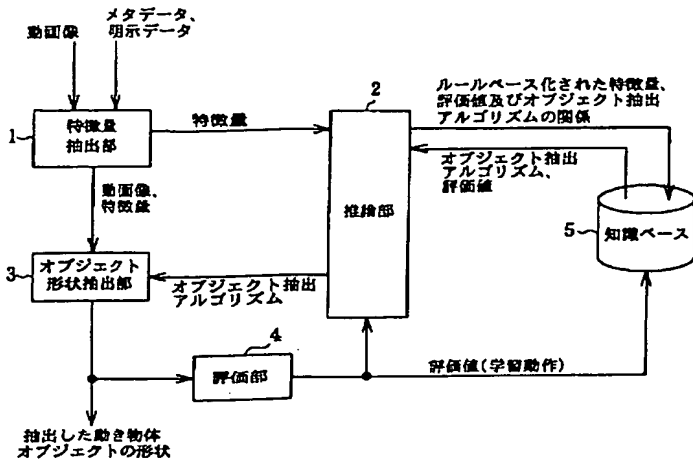 動画像
メタデータ、
明示データ
1
特徴量
抽出部
特徴量
2
推論部
ルールベース化された特徴量、
評価値及びオブジェクト抽出
アルゴリズムの関係
オブジェクト抽出
アルゴリズム、
評価値
5
知識ベース
動画像、
特徴量
3
オブジェクト
形状抽出部
オブジェクト抽出
アルゴリズム
4
評価部
評価値(学習動作)
抽出した動き物体
オブジェクトの形状